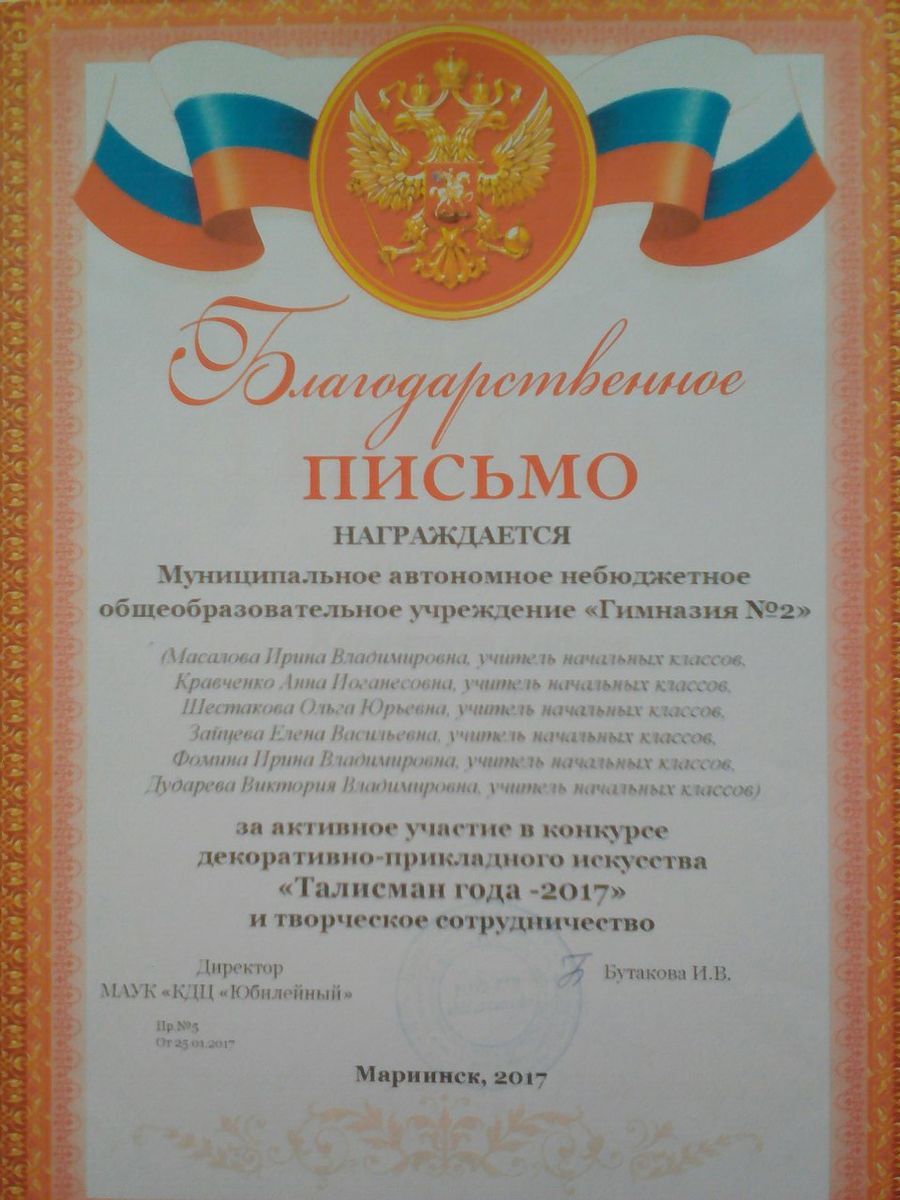 Благодарственное
ПИСЬМО
НАГРАЖДАЕТСЯ
Муниципальное автономное небюджетное
общеобразовательное учреждение «Гимназия №2»
(Масалова Ирина Владимировна, учитель начальных классов,
Кравченко Анна Иоганесовна, учитель начальных классов,
Шестакова Ольга Юрьевна, учитель начальных классов,
Зайцева Елена Васильевна, учитель начальных классов,
Фомина Ирина Владимировна, учитель начальных классов,
Дударева Виктория Владимировна, учитель начальных классов)
за активное участие в конкурсе
декоративно-прикладного искусства
«Талисман года -2017»
и творческое сотрудничество
Директор
МАУК «КДЦ «Юбилейный»
Бутакова И.В.
Пр №5
От 25.01.2017
Мариинск, 2017